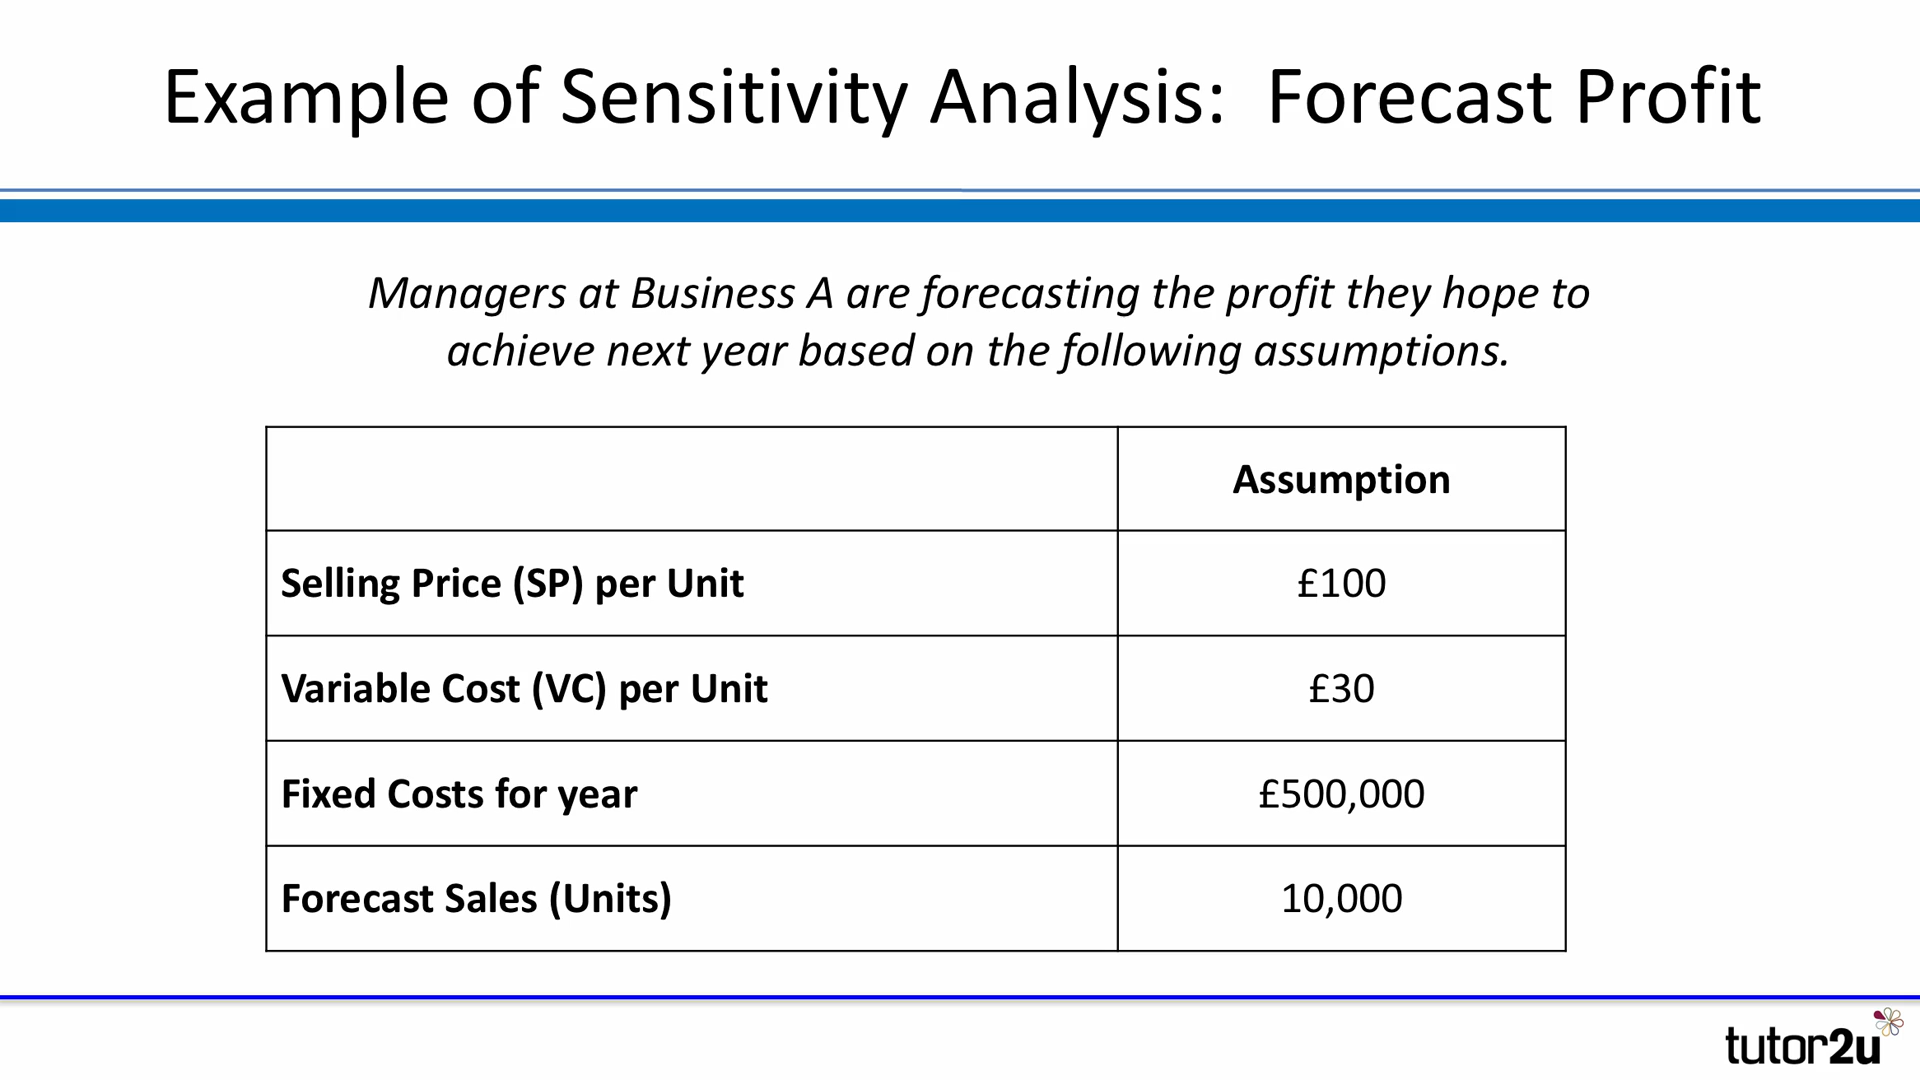 Example of Sensitivity Analysis: Forecast Profit
Managers at Business A are forecasting the profit they hope to
achieve next year based on the following assumptions.
Assumption
Selling Price (SP) per Unit £100
Variable Cost (VC) per Unit £30
Fixed Costs for year £500,000
Forecast Sales (Units) 10,000
tutor2u